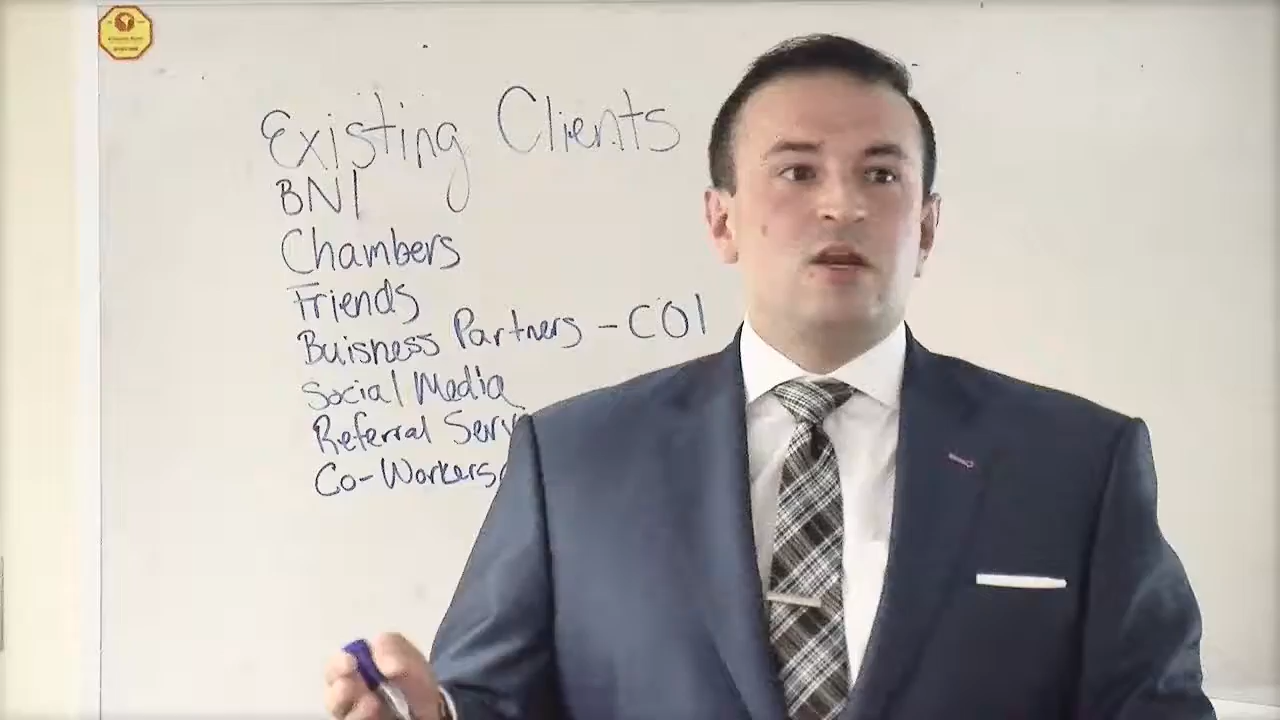 Existing Clients
BNI
Chambers
Friends
Buisness Partners - COI
Social Media
Referral
Co-Workers